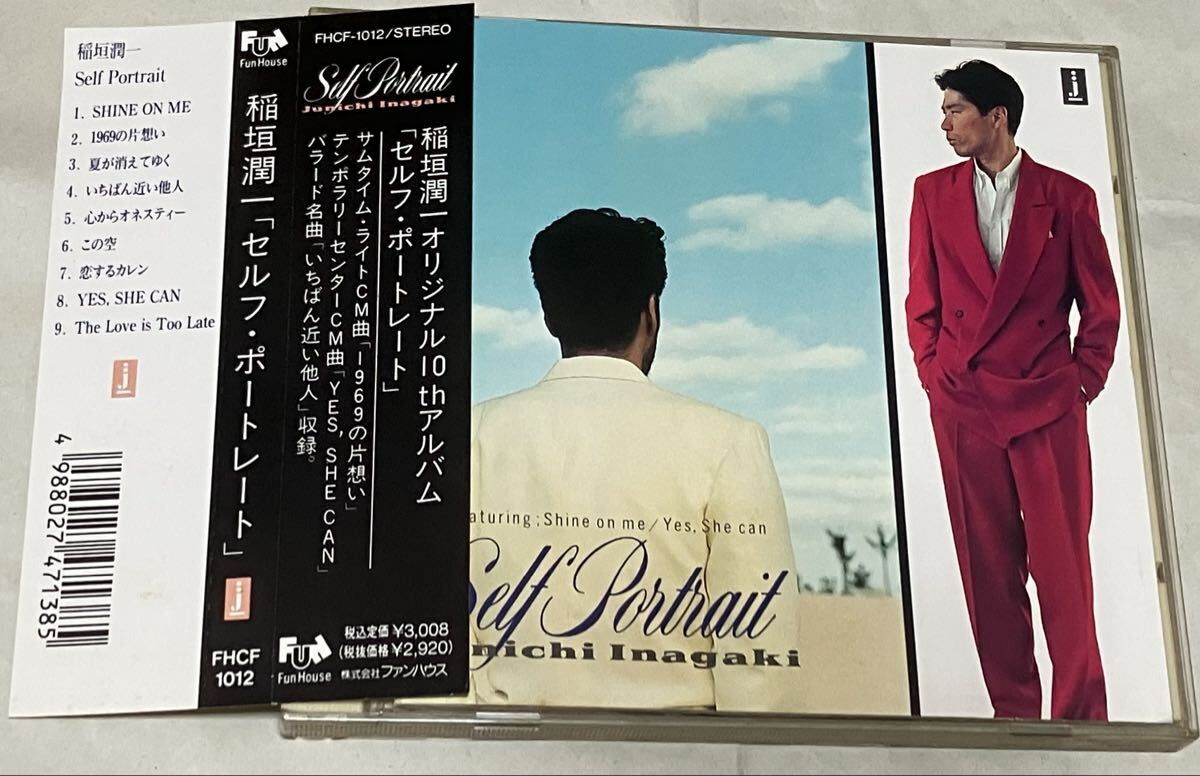 稲垣潤一
Self Portrait
1. SHINE ON ME
2. 1969の片想い
3. 夏が消えてゆく
4. いちばん近い他人
5. 心からオネスティー
6. この空
7. 恋するカレン
8. YES, SHE CAN
9. The Love is Too Late
j
4 988027 471385
FUN
Fun House
稲垣潤一「セルフ・ポートレート」
j
FHCF
1012
FHCF-1012/STEREO
Self Portrait
Junichi Inagaki
稲垣潤一オリジナル10thアルバム
「セルフ・ポートレート」
サムタイム・ライトCM曲「1969の片想い」
テンポラリーセンターCM曲「YES, SHE CAN」
バラード名曲「いちばん近い他人」収録。
FUN
Fun House
税込定価¥3,008
(税抜価格¥2,920)
株式会社ファンハウス
aturing;Shine on me/Yes, She can
Self Portrait
unichi Inagaki
j